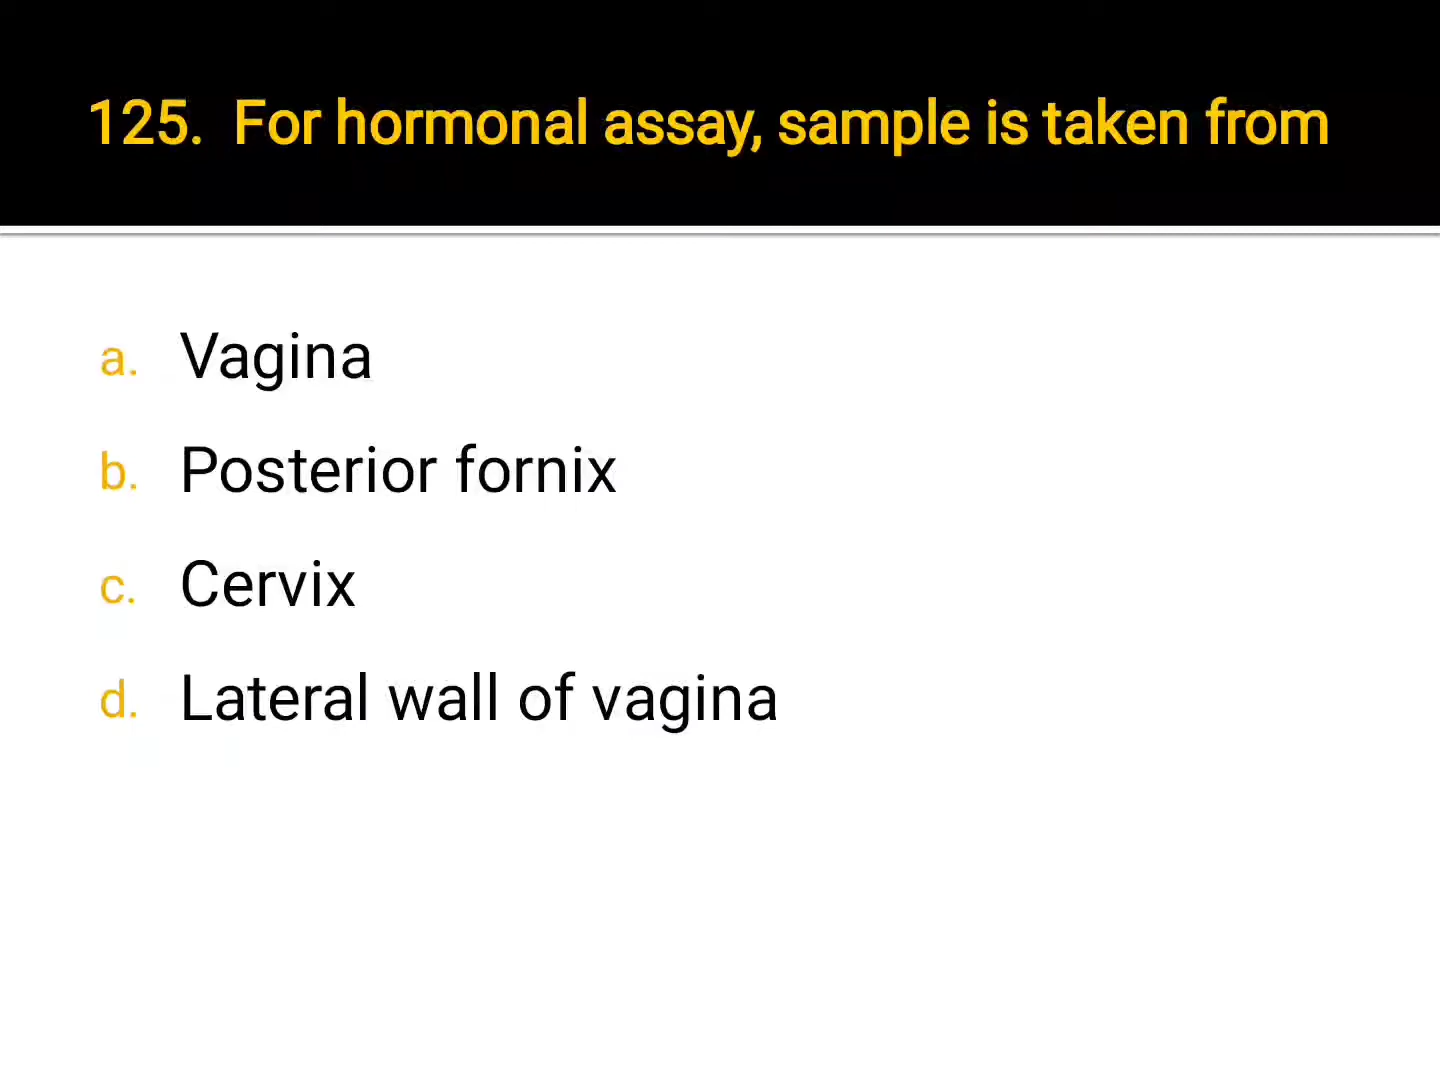 125. For hormonal assay, sample is taken from
a. Vagina
b. Posterior fornix
c. Cervix
d. Lateral wall of vagina